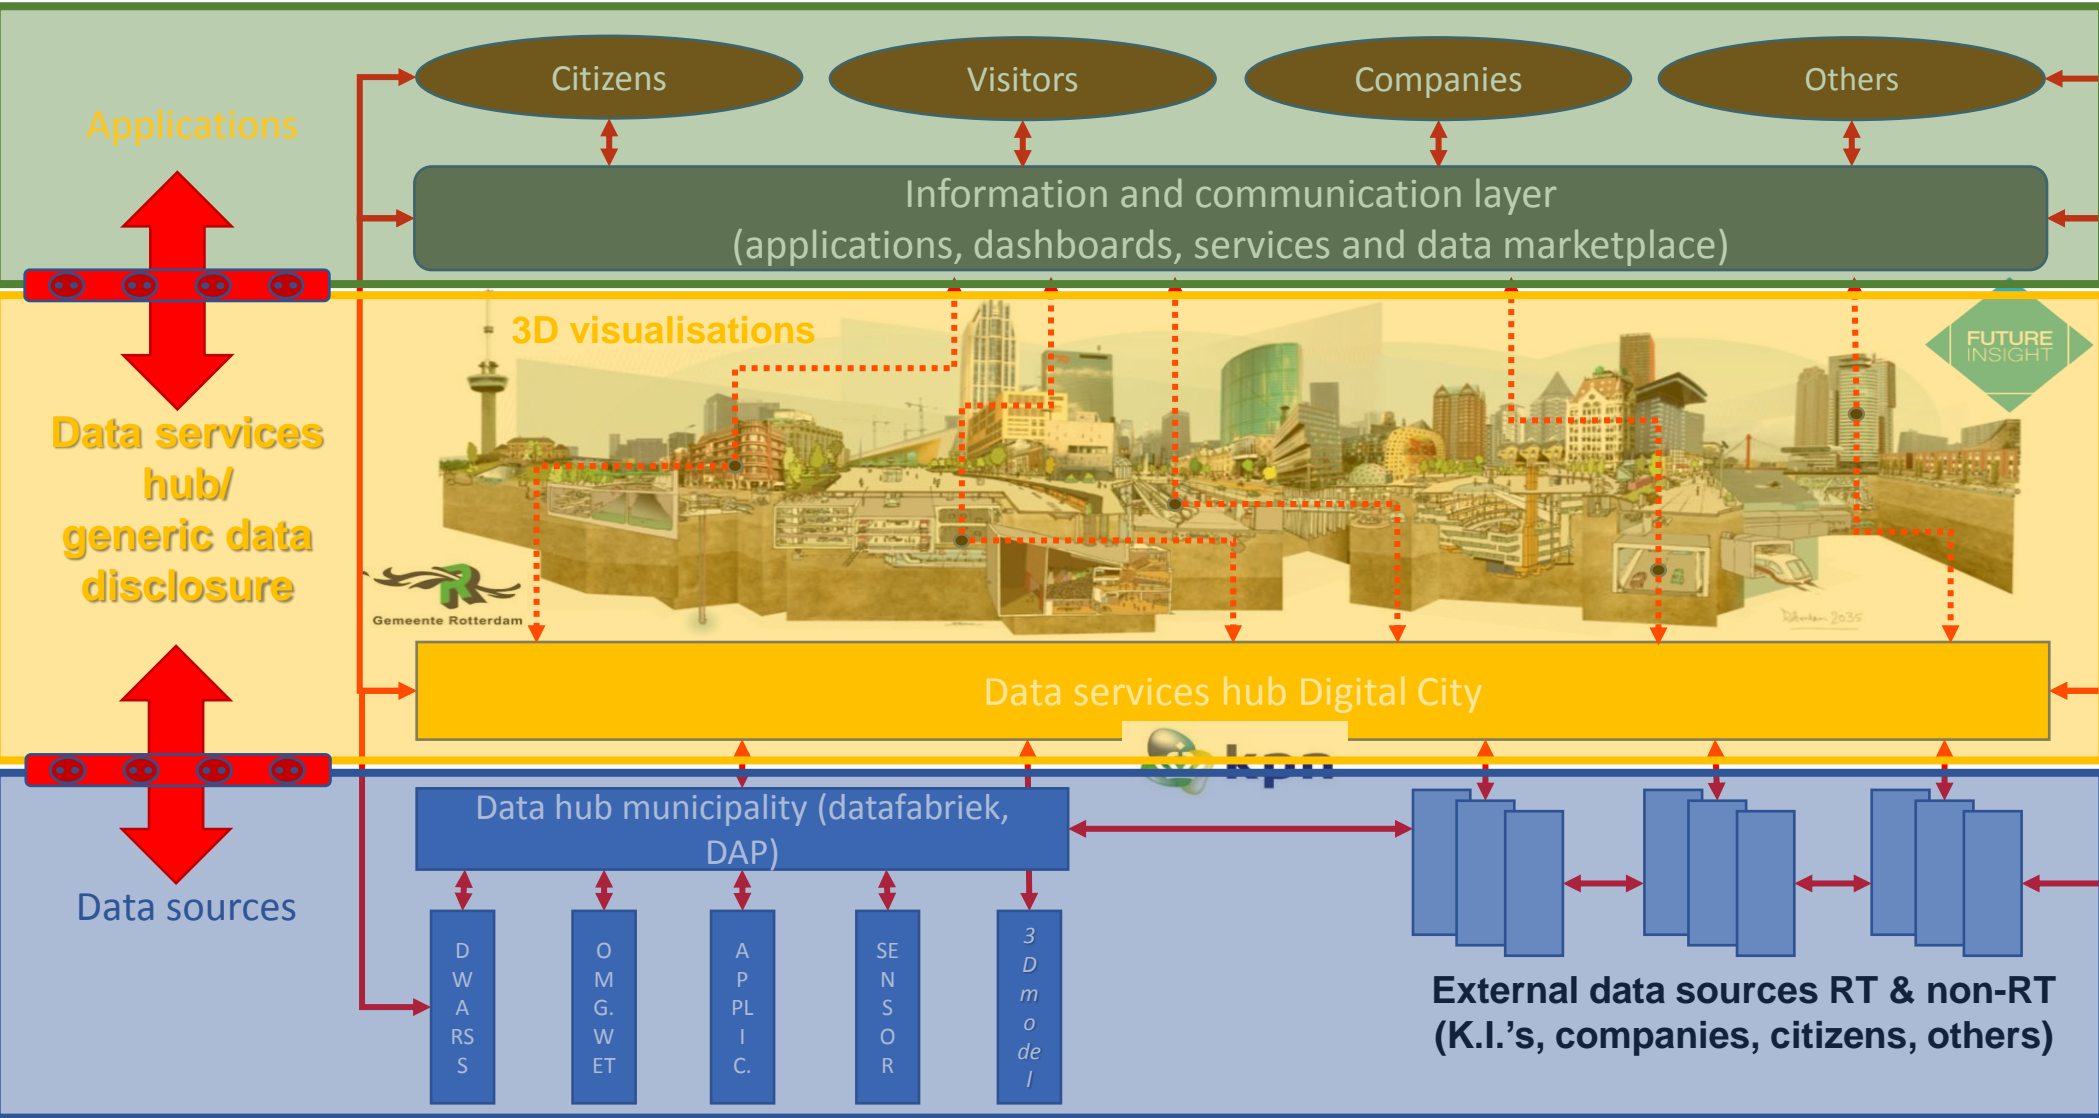 Citizens
Visitors
Companies
Others
Applications
Information and communication layer
(applications, dashboards, services and data marketplace)
3D visualisations
FUTURE
INSIGHT
Data services
hub/
generic data
disclosure
Gemeente Rotterdam
Data services hub Digital City
kpn
Data hub municipality (datafabriek,
DAP)
Data sources
D
W
A
RS
S
O
M
G.
W
ET
A
P
PL
I
C.
SE
N
S
O
R
3
D
m
o
de
l
External data sources RT & non-RT
(K.I.'s, companies, citizens, others)